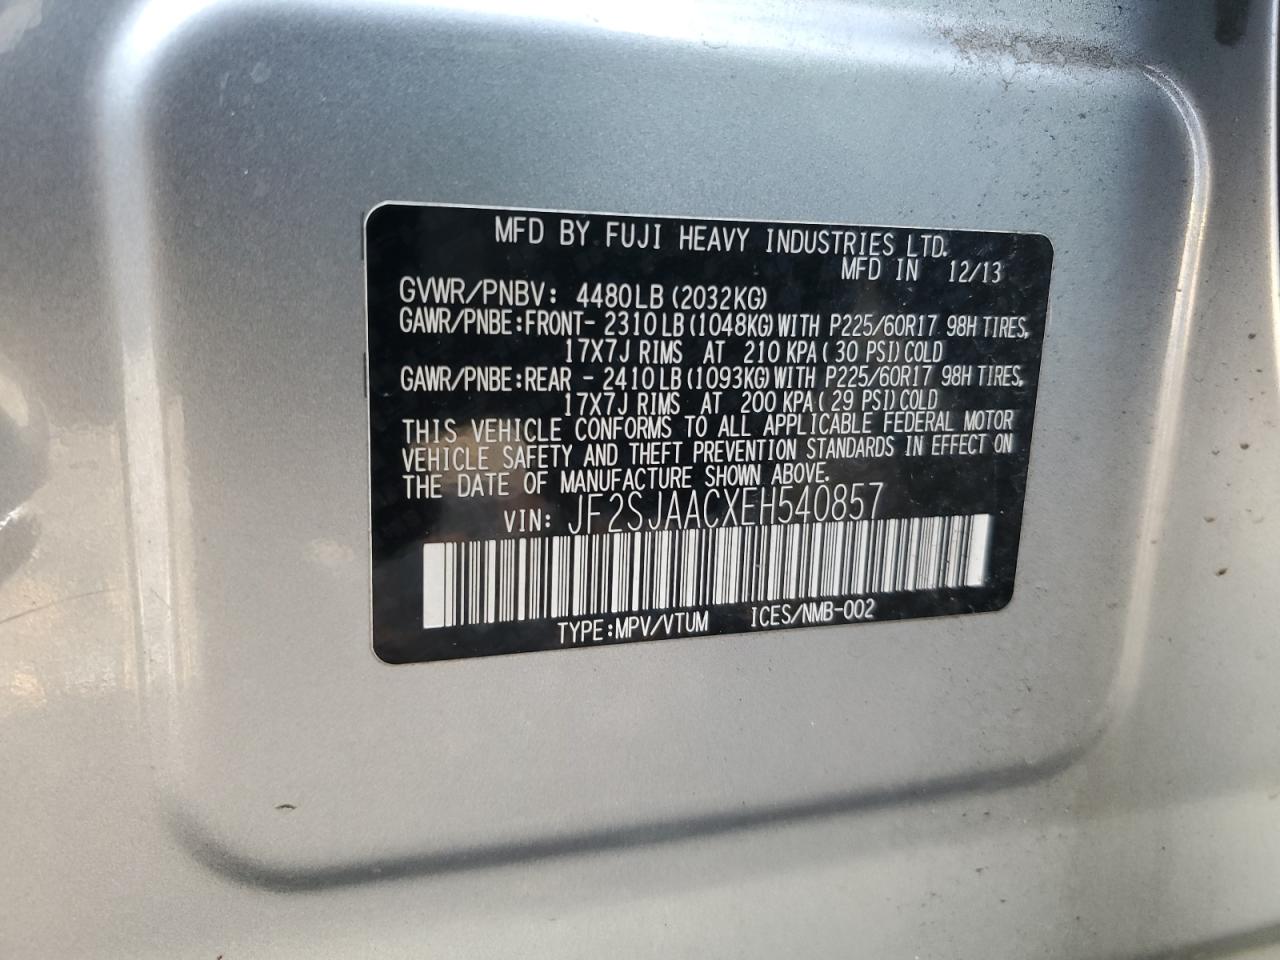 MFD BY FUJI HEAVY INDUSTRIES LTD.
MFD IN 12/13
GVWR/PNBV: 4480LB (2032KG)
GAWR/PNBE:FRONT- 2310LB (1048KG) WITH P225/60R17 98H TIRES,
17X7J RIMS AT 210 KPA ( 30 PSI) COLD
GAWR/PNBE:REAR - 2410LB (1093KG) WITH P225/60R17 98H TIRES,
17X7J RIMS AT 200 KPA ( 29 PSI) COLD
THIS VEHICLE CONFORMS TO ALL APPLICABLE FEDERAL MOTOR
VEHICLE SAFETY AND THEFT PREVENTION STANDARDS IN EFFECT ON
THE DATE OF MANUFACTURE SHOWN ABOVE.
VIN: JF2SJAACXEH540857
TYPE:MPV/VTUM ICES/NMB-002